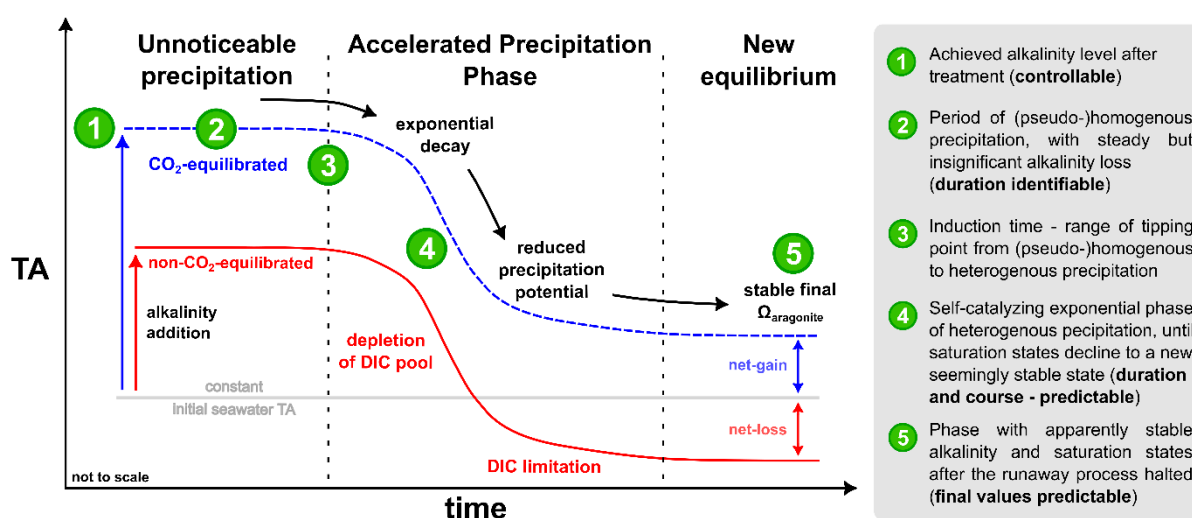 Unnoticeable
precipitation
Accelerated Precipitation
Phase
New
equilibrium
1
2
3
4
5
CO₂-equilibrated
exponential
decay
TA
non-CO₂-equilibrated
alkalinity
addition
reduced
precipitation
potential
stable final
Ωaragonite
depletion
of DIC pool
net-gain
constant
Initial seawater TA
net-loss
DIC limitation
not to scale
time
1 Achieved alkalinity level after
treatment (controllable)
2 Period of (pseudo-)homogenous
precipitation, with steady but
insignificant alkalinity loss
(duration identifiable)
3 Induction time - range of tipping
point from (pseudo-)homogenous
to heterogenous precipitation
4 Self-catalyzing exponential phase
of heterogenous pecipitation, until
saturation states decline to a new
seemingly stable state (duration
and course - predictable)
5 Phase with apparently stable
alkalinity and saturation states
after the runaway process halted
(final values predictable)